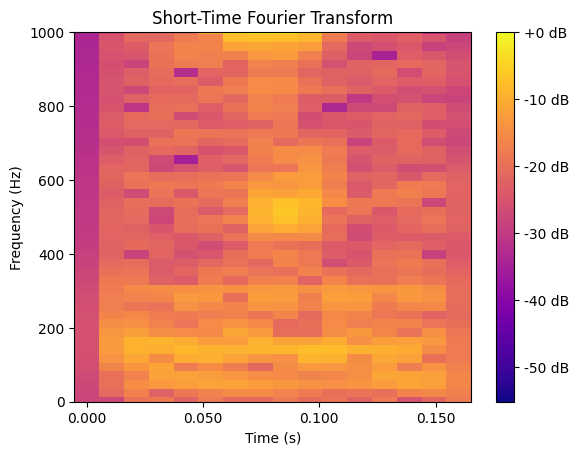 Short-Time Fourier Transform
1000
800
600
400
200
0
Frequency (Hz)
0.000
0.050
0.100
0.150
Time (s)
+0 dB
-10 dB
-20 dB
-30 dB
-40 dB
-50 dB